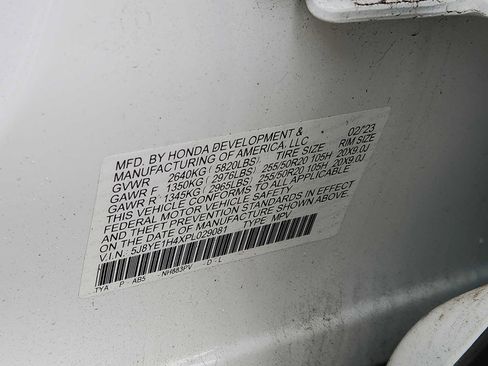 MFD. BY HONDA DEVELOPMENT & 02/23
MANUFACTURING OF AMERICA, LLC
GVWR 2640KG( 5820LBS) TIRE SIZE RIM SIZE
GAWR F 1350KG( 2976LBS) 255/50R20 105H 20X9.0J
GAWR R 1345KG( 2965LBS) 255/50R20 105H 20X9.0J
THIS VEHICLE CONFORMS TO ALL APPLICABLE
FEDERAL MOTOR VEHICLE SAFETY
AND THEFT PREVENTION STANDARDS IN EFFECT
ON THE DATE OF MANUFACTURE SHOWN ABOVE.
V.I.N.: 5J8YE1H4XPL029081 TYPE: MPV
TYA P - AB5 - NH883PV D - L